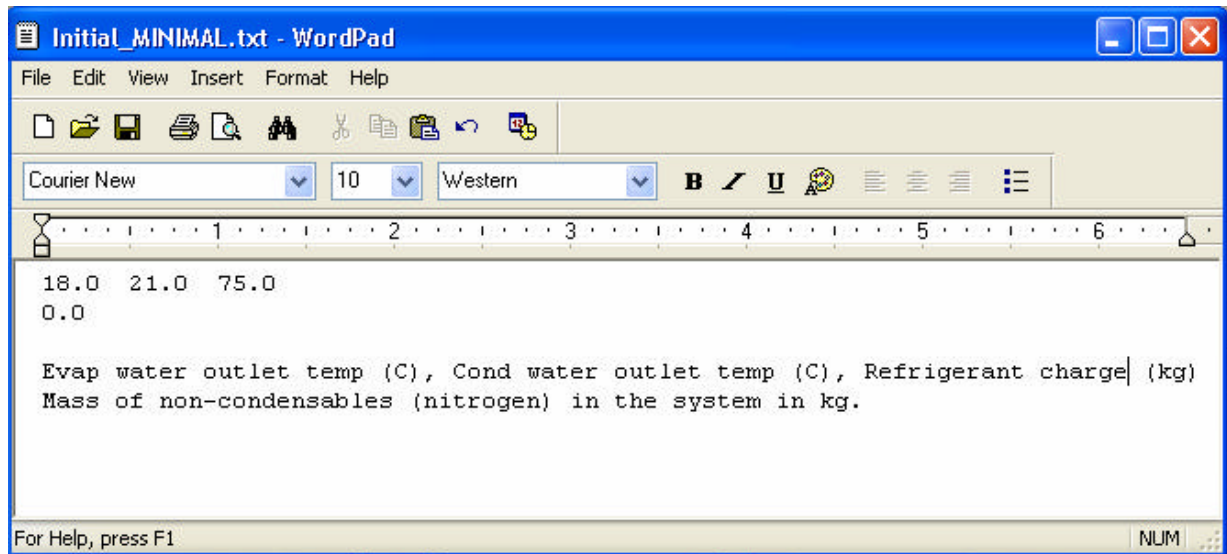 Initial_MINIMAL.txt - WordPad
File Edit View Insert Format Help
Courier New 10 Western B I U
1 2 3 4 5 6
18.0 21.0 75.0
0.0
Evap water outlet temp (C), Cond water outlet temp (C), Refrigerant charge (kg)
Mass of non-condensables (nitrogen) in the system in kg.
For Help, press F1 NUM